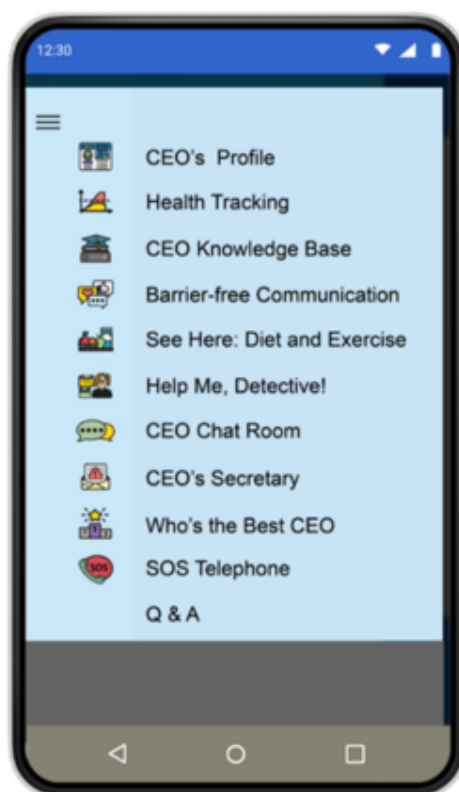 12:30
CEO's Profile
Health Tracking
CEO Knowledge Base
Barrier-free Communication
See Here: Diet and Exercise
Help Me, Detective!
CEO Chat Room
CEO's Secretary
Who's the Best CEO
SOS
SOS Telephone
Q & A